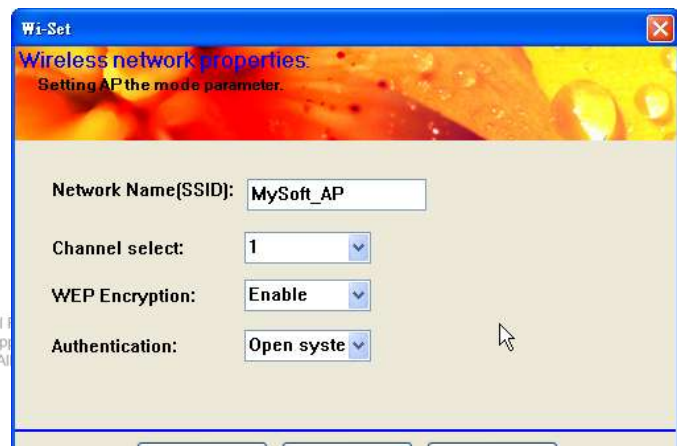 Wi-Set
Wireless network properties:
Setting AP the mode parameter.
Network Name(SSID): MySoft_AP
Channel select: 1
WEP Encryption: Enable
Authentication: Open syste